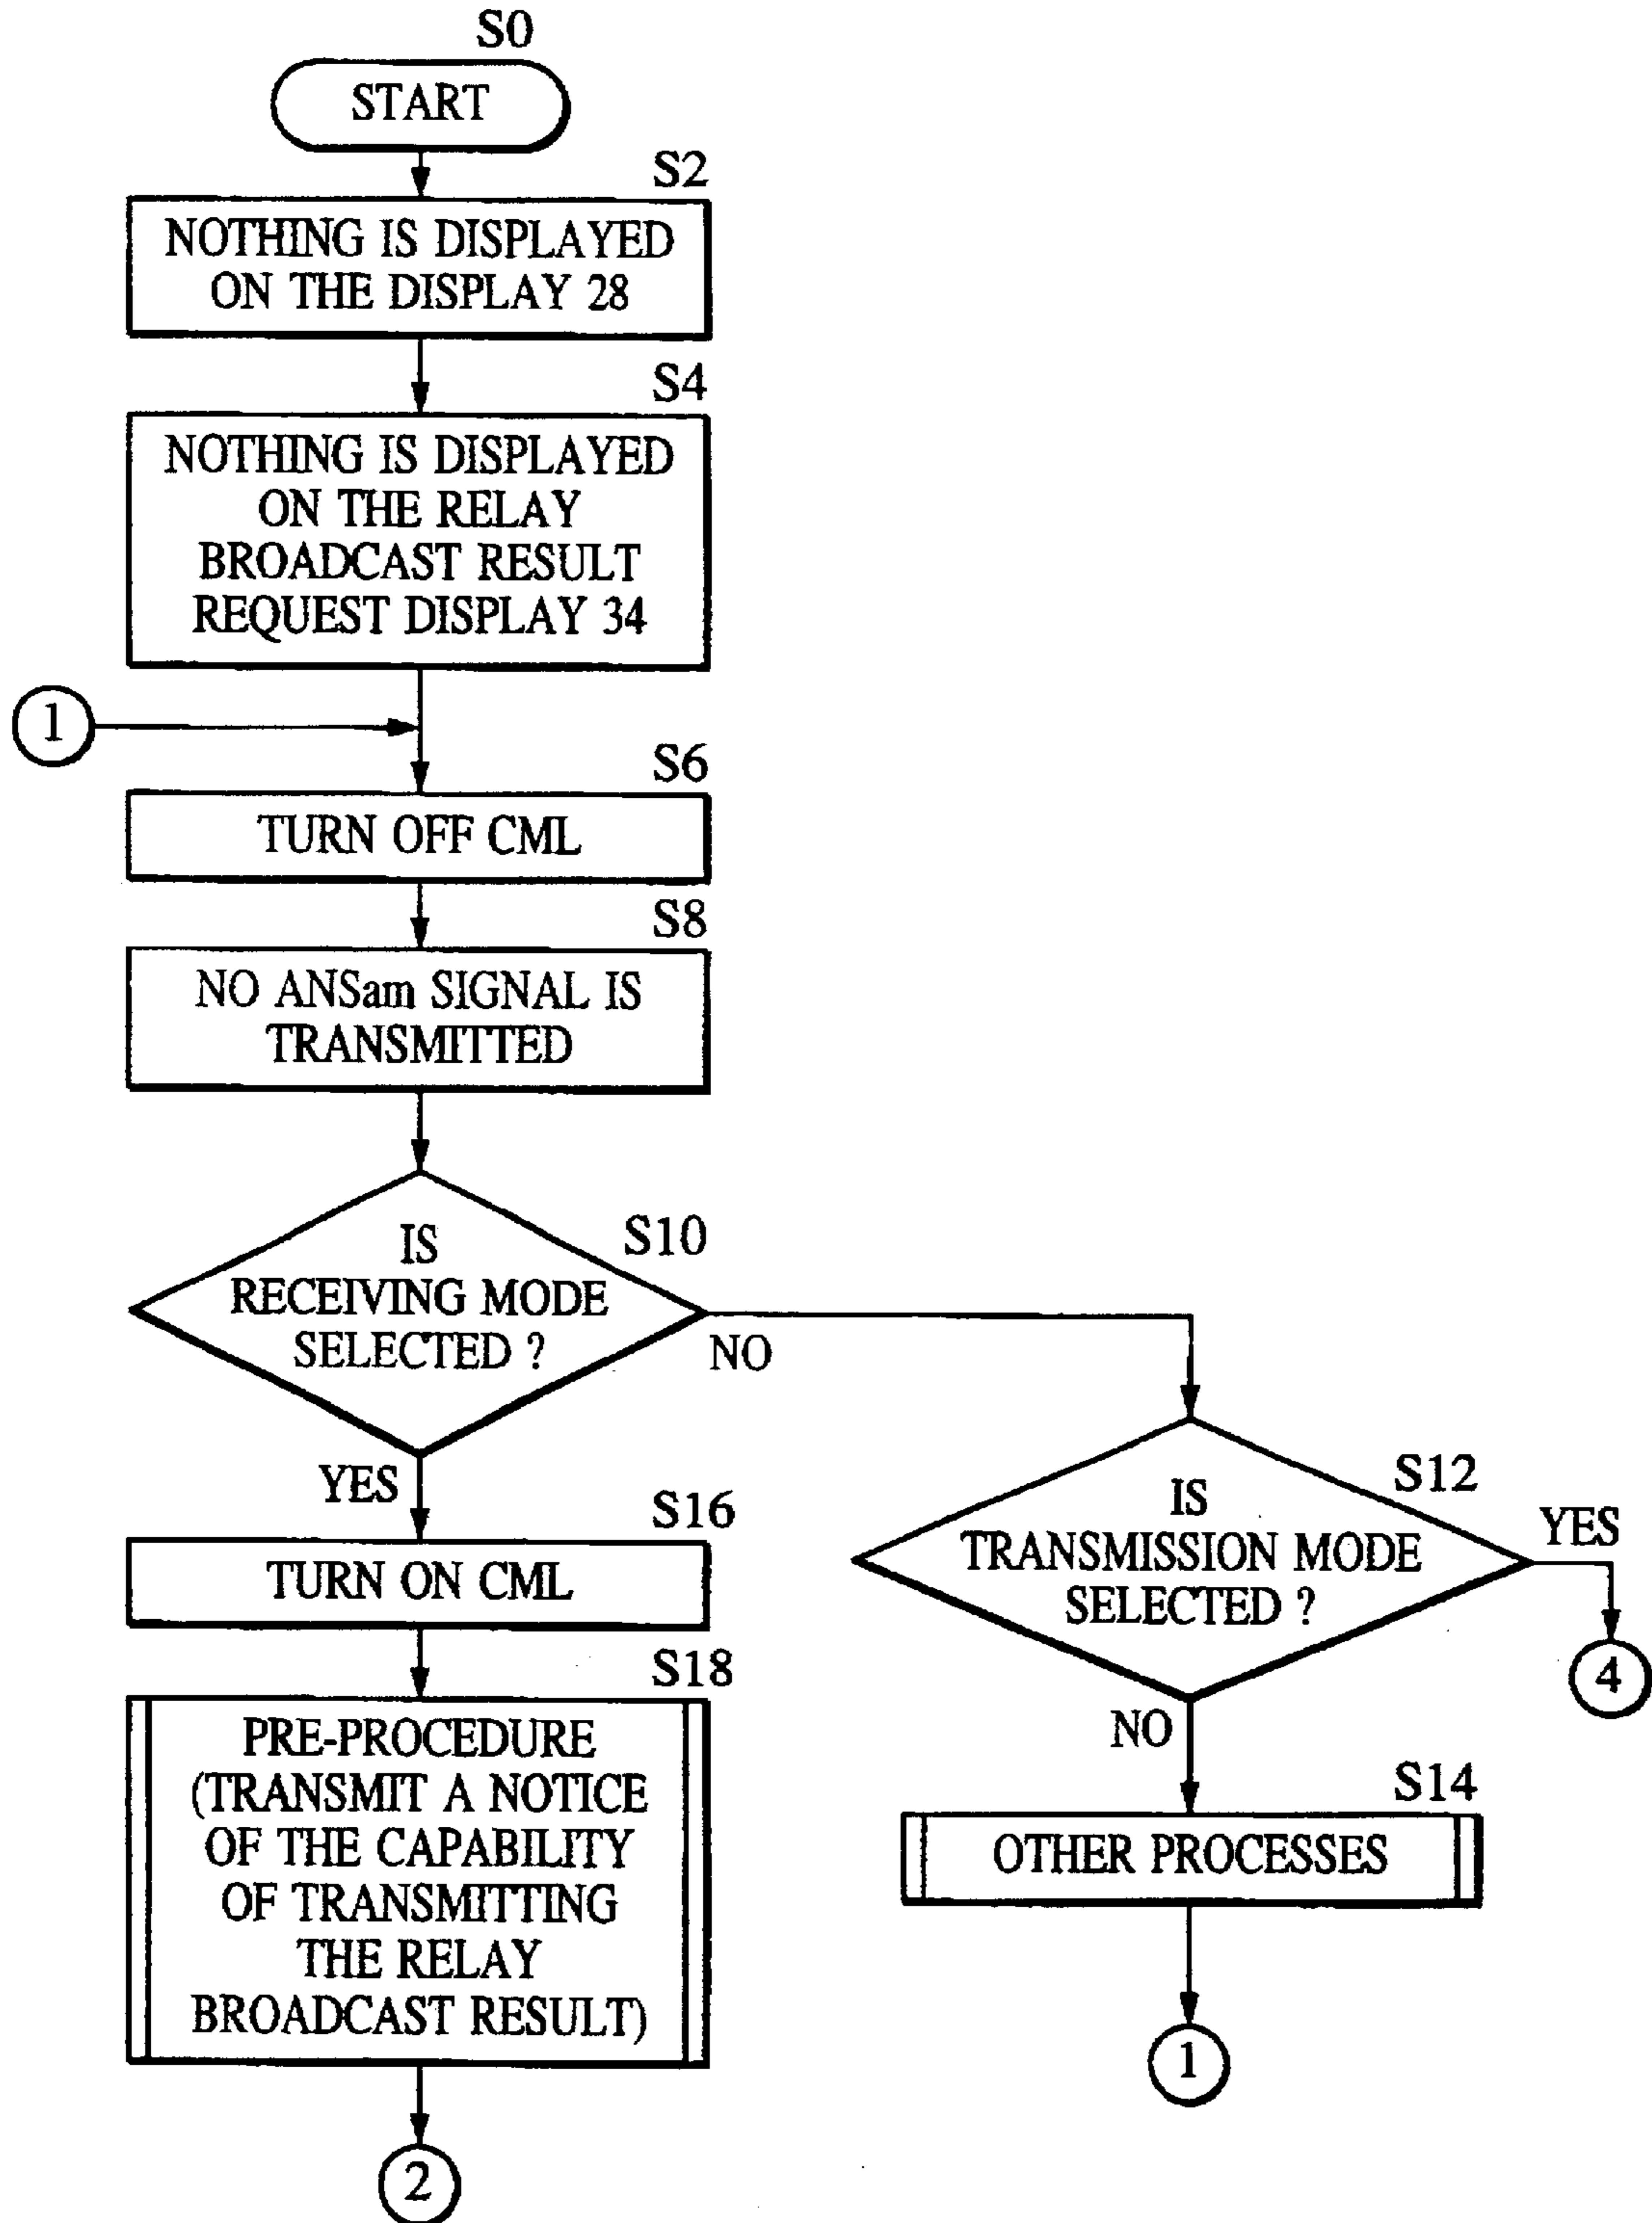 S0
START
S2
NOTHING IS DISPLAYED
ON THE DISPLAY 28
S4
NOTHING IS DISPLAYED
ON THE RELAY
BROADCAST RESULT
REQUEST DISPLAY 34
1
S6
TURN OFF CML
S8
NO ANSam SIGNAL IS
TRANSMITTED
S10
IS
RECEIVING MODE
SELECTED ?
NO
YES
S12
IS
TRANSMISSION MODE
SELECTED ?
YES
4
NO
S14
OTHER PROCESSES
1
S16
TURN ON CML
S18
PRE-PROCEDURE
(TRANSMIT A NOTICE
OF THE CAPABILITY
OF TRANSMITTING
THE RELAY
BROADCAST RESULT)
2